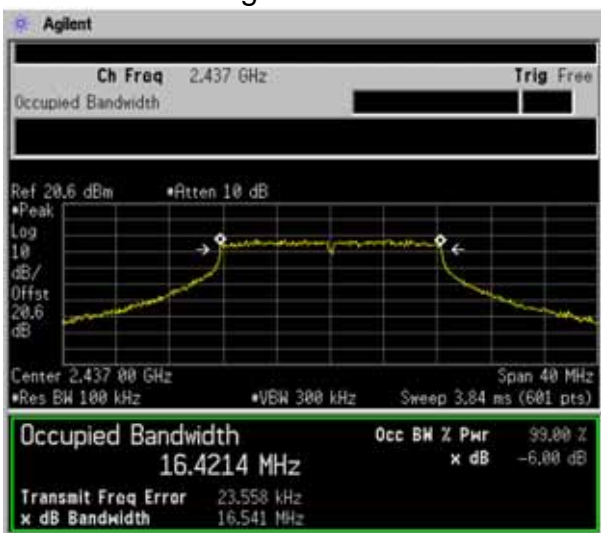 Agilent
Ch Freq 2.437 GHz Trig Free
Occupied Bandwidth
Ref 20.6 dBm •Atten 10 dB
•Peak
Log
10
dB/
Offst
20.6
dB
Center 2.437 00 GHz Span 40 MHz
•Res BW 100 kHz •VBW 300 kHz Sweep 3.84 ms (601 pts)
Occupied Bandwidth Occ BW % Pwr 99.00 %
16.4214 MHz x dB -6.00 dB
Transmit Freq Error 23.558 kHz
x dB Bandwidth 16.541 MHz